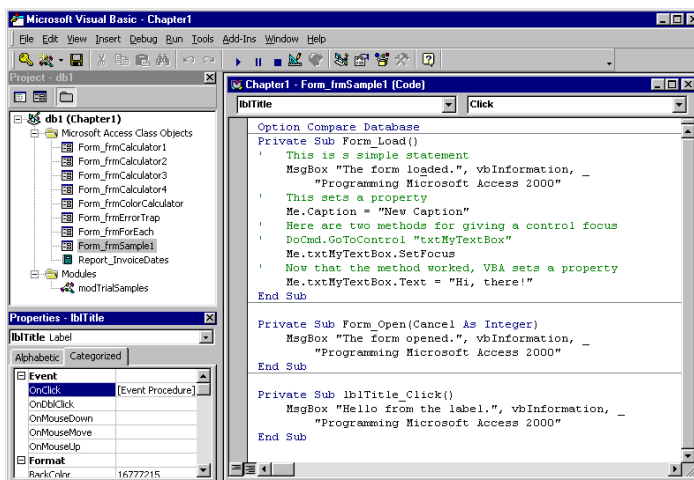 Microsoft Visual Basic - Chapter1
File Edit View Insert Debug Run Tools Add-Ins Window Help
Project - db1
db1 (Chapter1)
Microsoft Access Class Objects
Form_frmCalculator1
Form_frmCalculator2
Form_frmCalculator3
Form_frmCalculator4
Form_frmColorCalculator
Form_frmErrorTrap
Form_frmForEach
Form_frmSample1
Report_InvoiceDates
Modules
modTrialSamples
Properties - lblTitle
lblTitle Label
Alphabetic Categorized
Event
OnClick [Event Procedure]
OnDblClick
OnMouseDown
OnMouseMove
OnMouseUp
Format
BackColor 16777215
Chapter1 - Form_frmSample1 (Code)
lblTitle Click
Option Compare Database
Private Sub Form_Load()
'   This is s simple statement
    MsgBox "The form loaded.", vbInformation, _
        "Programming Microsoft Access 2000"
'   This sets a property
    Me.Caption = "New Caption"
'   Here are two methods for giving a control focus
'   DoCmd.GoToControl "txtMyTextBox"
    Me.txtMyTextBox.SetFocus
'   Now that the method worked, VBA sets a property
    Me.txtMyTextBox.Text = "Hi, there!"
End Sub
Private Sub Form_Open(Cancel As Integer)
    MsgBox "The form opened.", vbInformation, _
        "Programming Microsoft Access 2000"
End Sub
Private Sub lblTitle_Click()
    MsgBox "Hello from the label.", vbInformation, _
        "Programming Microsoft Access 2000"
End Sub